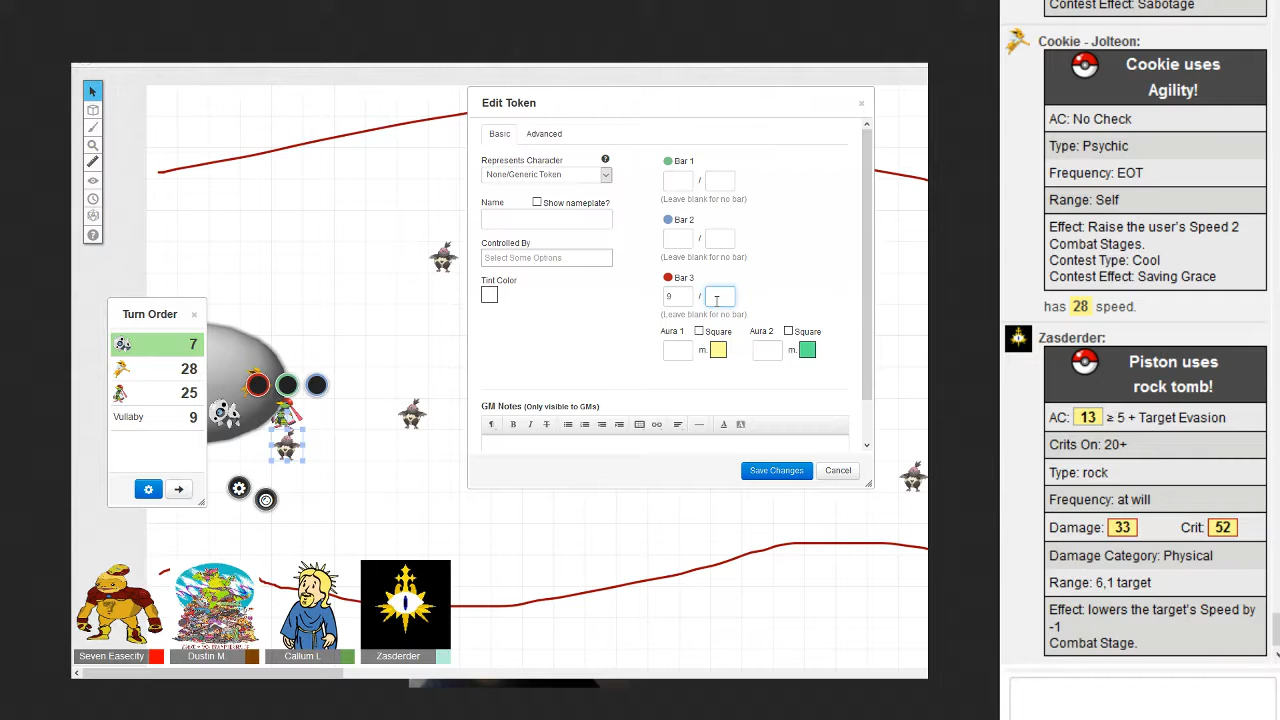 Edit Token
×
Basic
Advanced
Represents Character
None/Generic Token
Name
Show nameplate?
Controlled By
Select Some Options
Tint Color
Bar 1
/
(Leave blank for no bar)
Bar 2
/
(Leave blank for no bar)
Bar 3
9 /
(Leave blank for no bar)
Aura 1 Square
m.
Aura 2 Square
m.
GM Notes (Only visible to GMs)
Save Changes
Cancel
Turn Order
×
7
28
25
Vullaby 9
Seven Easecity
Dustin M
Callum L
Zasderder
Contest Effect: Sabotage
Cookie - Jolteon:
Cookie uses
Agility!
AC: No Check
Type: Psychic
Frequency: EOT
Range: Self
Effect: Raise the user's Speed 2
Combat Stages.
Contest Type: Cool
Contest Effect: Saving Grace
has 28 speed.
Zasderder:
Piston uses
rock tomb!
AC: 13 ≥ 5 + Target Evasion
Crits On: 20+
Type: rock
Frequency: at will
Damage: 33 Crit: 52
Damage Category: Physical
Range: 6,1 target
Effect: lowers the target's Speed by
-1
Combat Stage.